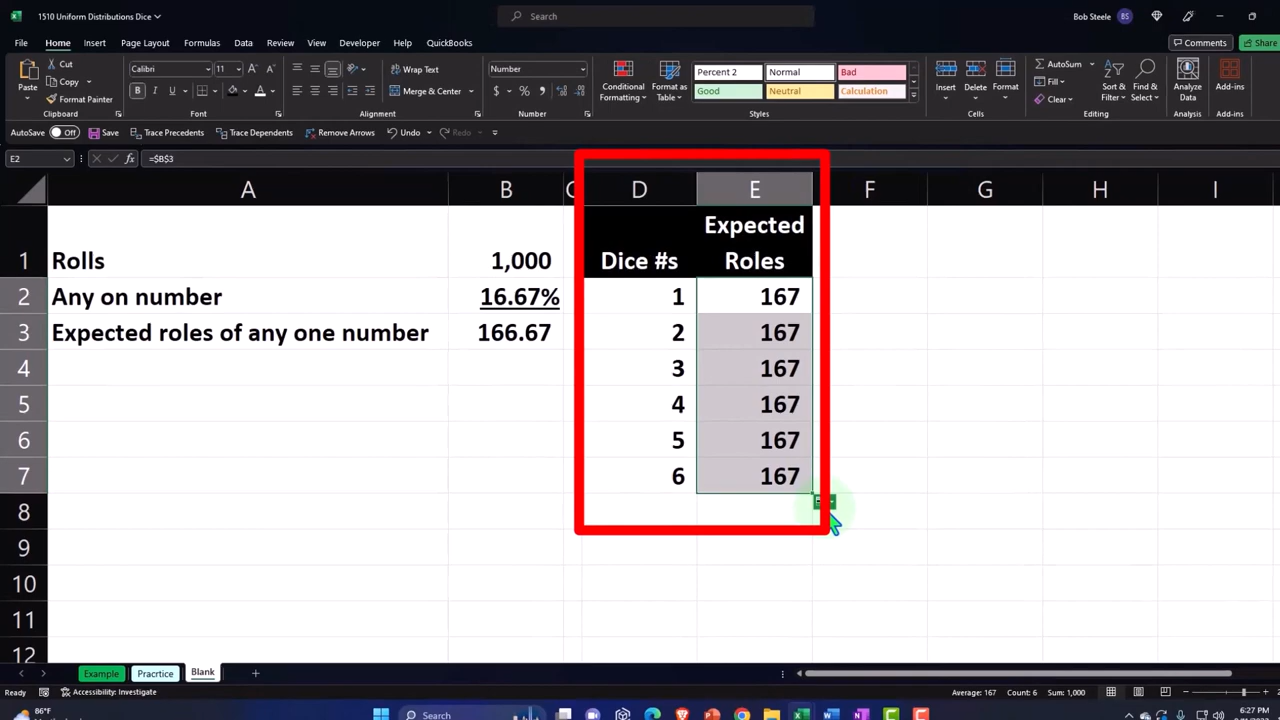 1510 Uniform Distributions Dice
Search
Bob Steele BS
File Home Insert Page Layout Formulas Data Review View Developer Help QuickBooks Comments Share
Paste Cut Copy Format Painter
Clipboard
Calibri 11
B I U
Font
Wrap Text
Merge & Center
Alignment
Number
$ % ,
Number
Conditional Formatting
Format as Table
Percent 2 Normal Bad
Good Neutral Calculation
Styles
Insert Delete Format
Cells
AutoSum
Fill
Clear
Sort & Filter
Find & Select
Editing
Analyze Data
Analysis
Add-ins
Add-ins
AutoSave Off Save Trace Precedents Trace Dependents Remove Arrows Undo Redo
E2 fx =$B$3
A B C D E F G H I
1 Rolls 1,000 Dice #s Expected Roles
2 Any on number 16.67% 1 167
3 Expected roles of any one number 166.67 2 167
4 3 167
5 4 167
6 5 167
7 6 167
8
9
10
11
12
Example Prarctice Blank
Ready Accessibility: Investigate Average: 167 Count: 6 Sum: 1,000
86°F
Search
6:27 PM